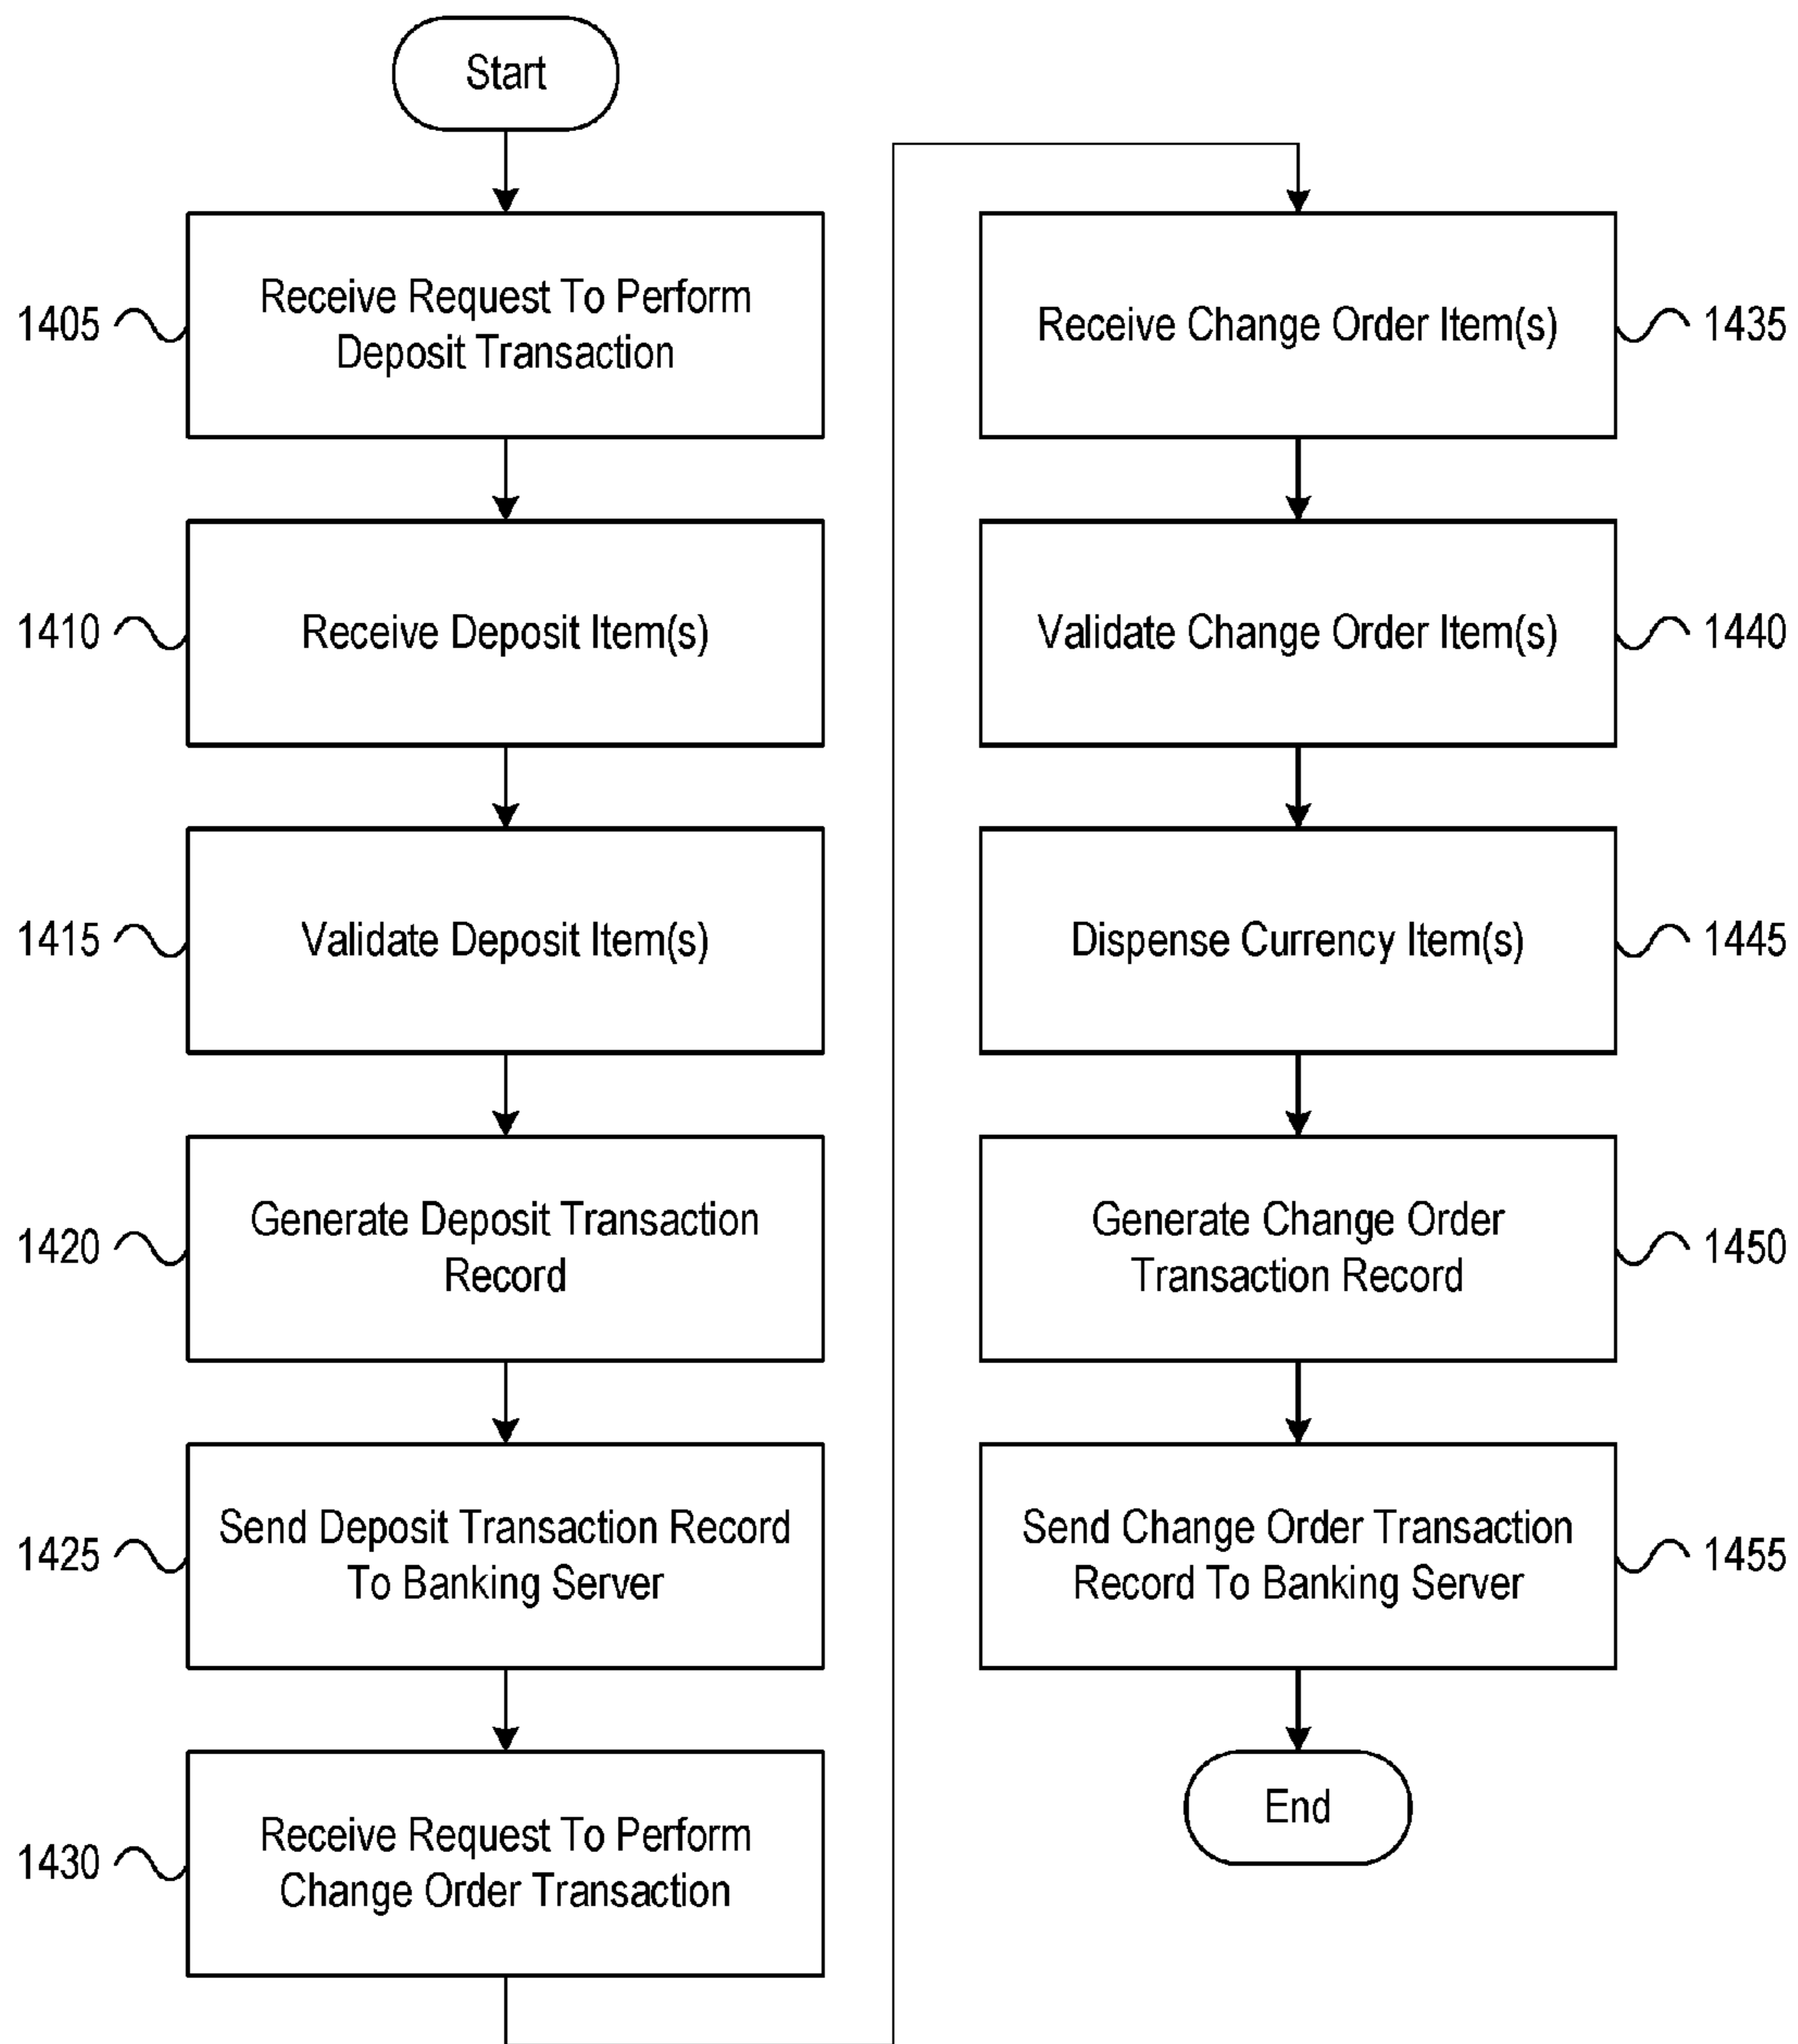 Start
1405
Receive Request To Perform
Deposit Transaction
1410
Receive Deposit Item(s)
1415
Validate Deposit Item(s)
1420
Generate Deposit Transaction
Record
1425
Send Deposit Transaction Record
To Banking Server
1430
Receive Request To Perform
Change Order Transaction
Receive Change Order Item(s)
1435
Validate Change Order Item(s)
1440
Dispense Currency Item(s)
1445
Generate Change Order
Transaction Record
1450
Send Change Order Transaction
Record To Banking Server
1455
End